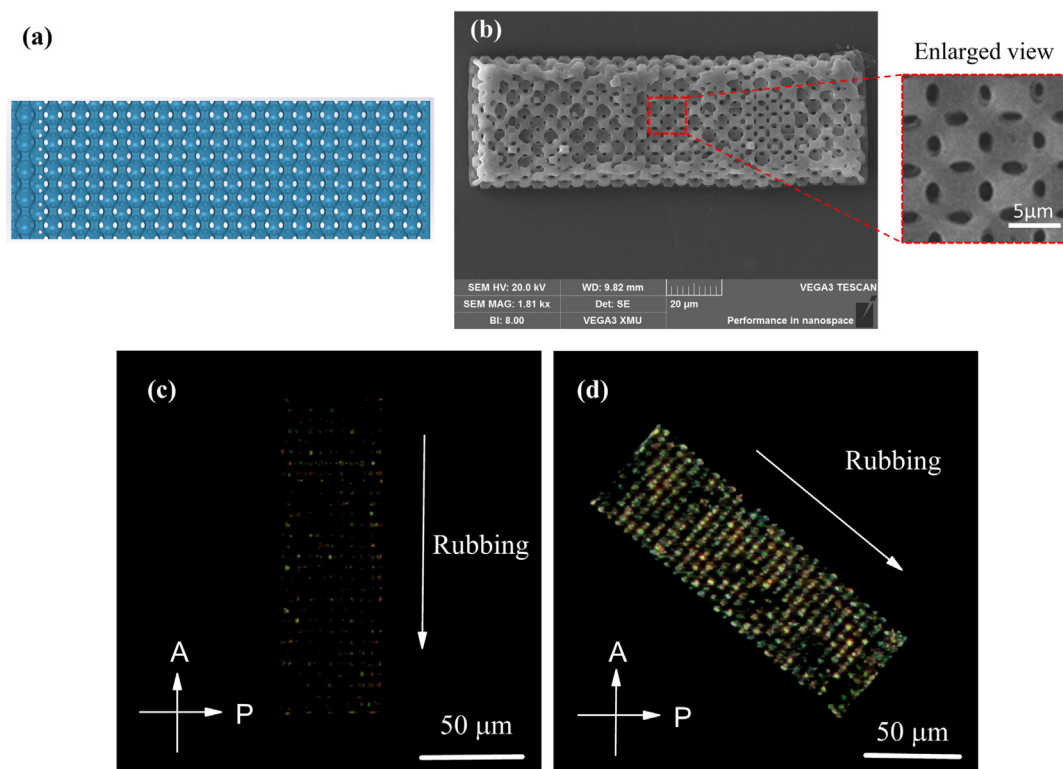 (a)
(b)
Enlarged view
5μm
SEM HV: 20.0 kV
WD: 9.82 mm
VEGA3 TESCAN
SEM MAG: 1.81 kx
Det: SE
20 μm
BI: 8.00
VEGA3 XMU
Performance in nanospace
(c)
Rubbing
A
P
50 μm
(d)
Rubbing
A
P
50 μm